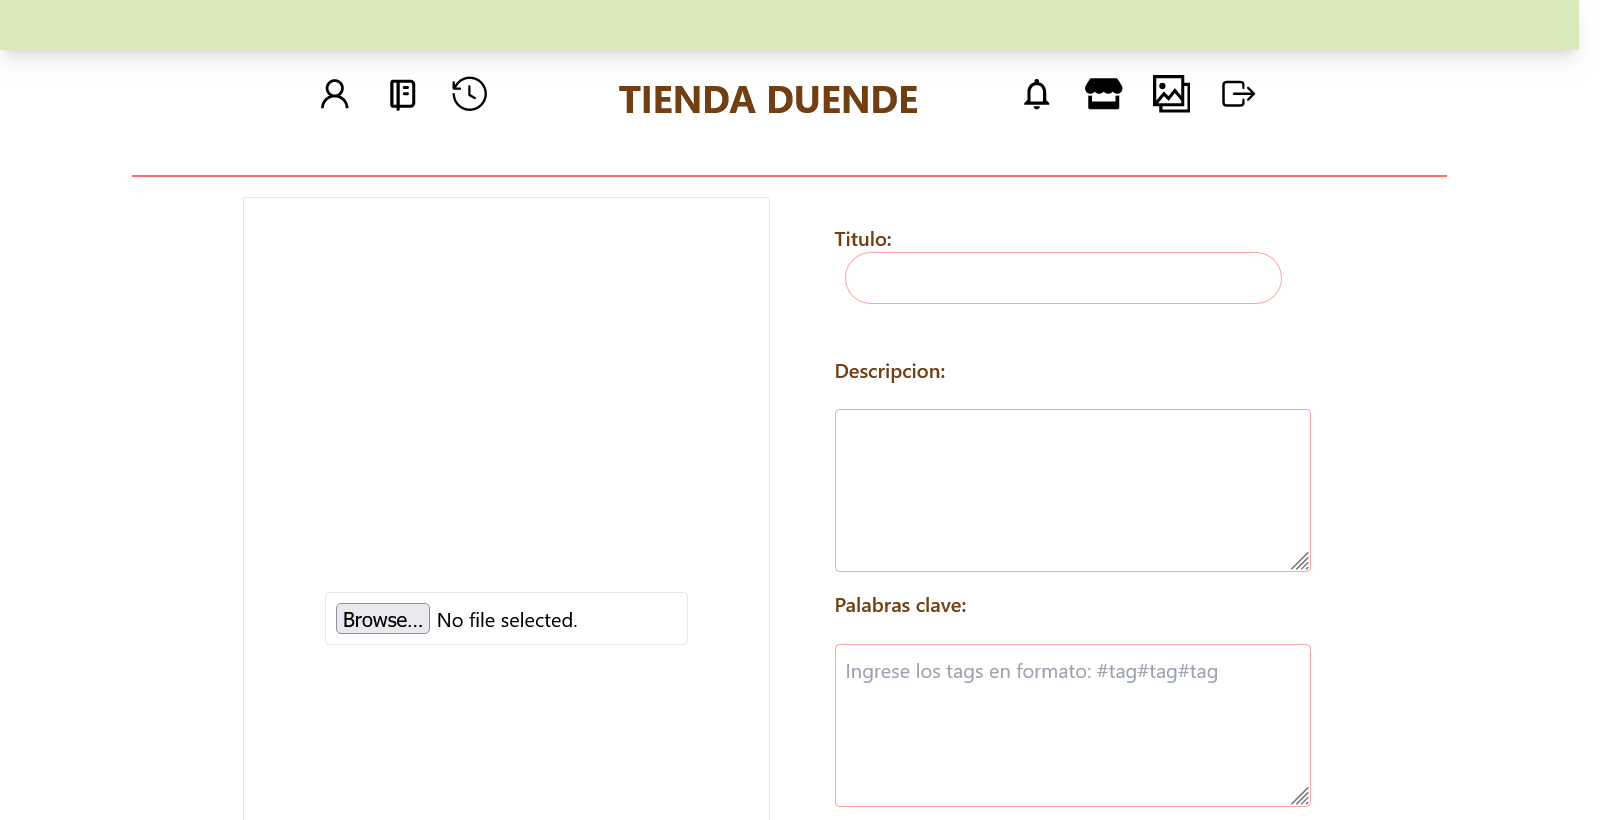 TIENDA DUENDE
Titulo:
Descripcion:
Browse... No file selected.
Palabras clave:
Ingrese los tags en formato: #tag#tag#tag